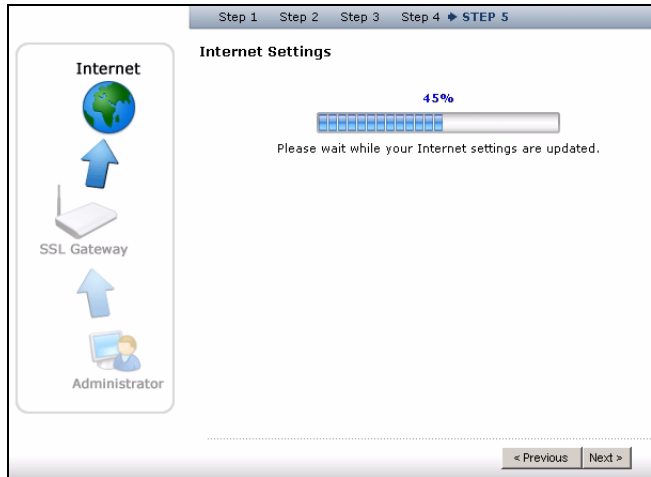 Step 1 Step 2 Step 3 Step 4 STEP 5
Internet Settings
Internet
45%
Please wait while your Internet settings are updated.
SSL Gateway
Administrator
< Previous Next >